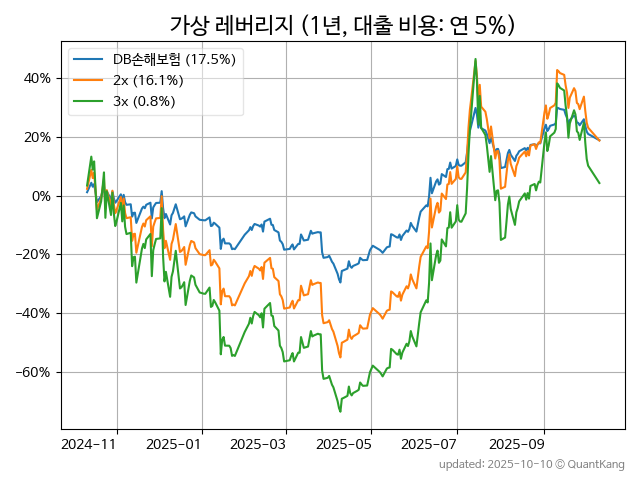 가상 레버리지 (1년, 대출 비용: 연 5%)
DB손해보험 (17.5%)
2x (16.1%)
3x (0.8%)
40%
20%
0%
−20%
−40%
−60%
2024-11
2025-01
2025-03
2025-05
2025-07
2025-09
updated: 2025-10-10 © QuantKang